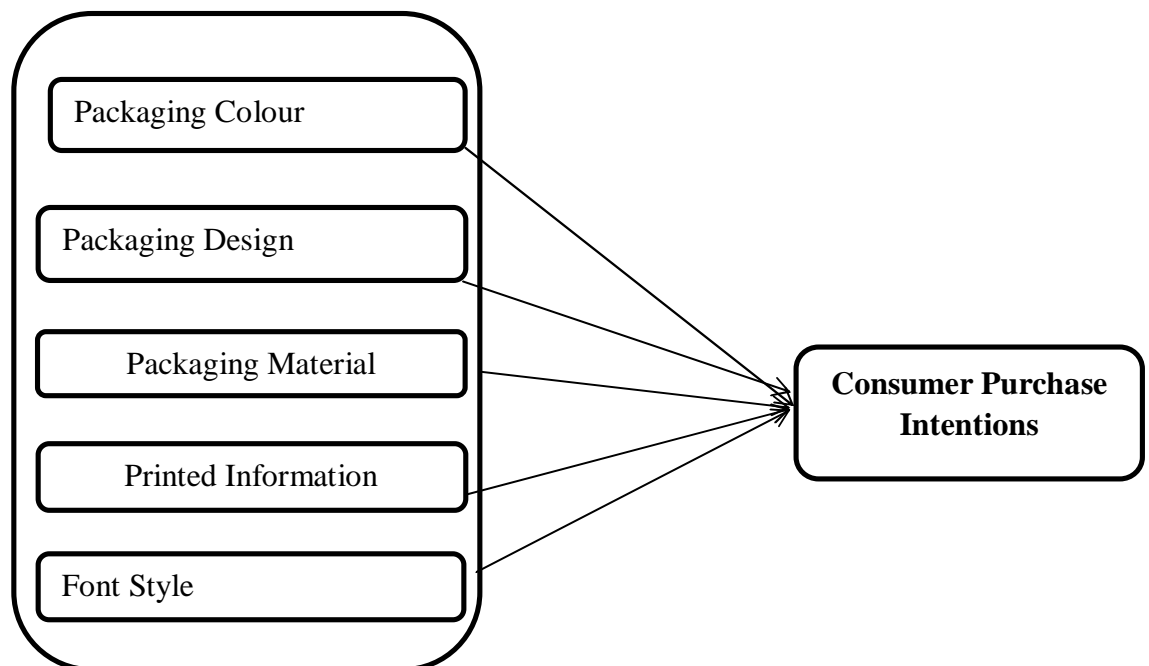 Packaging Colour
Packaging Design
Packaging Material
Printed Information
Font Style
Consumer Purchase
Intentions